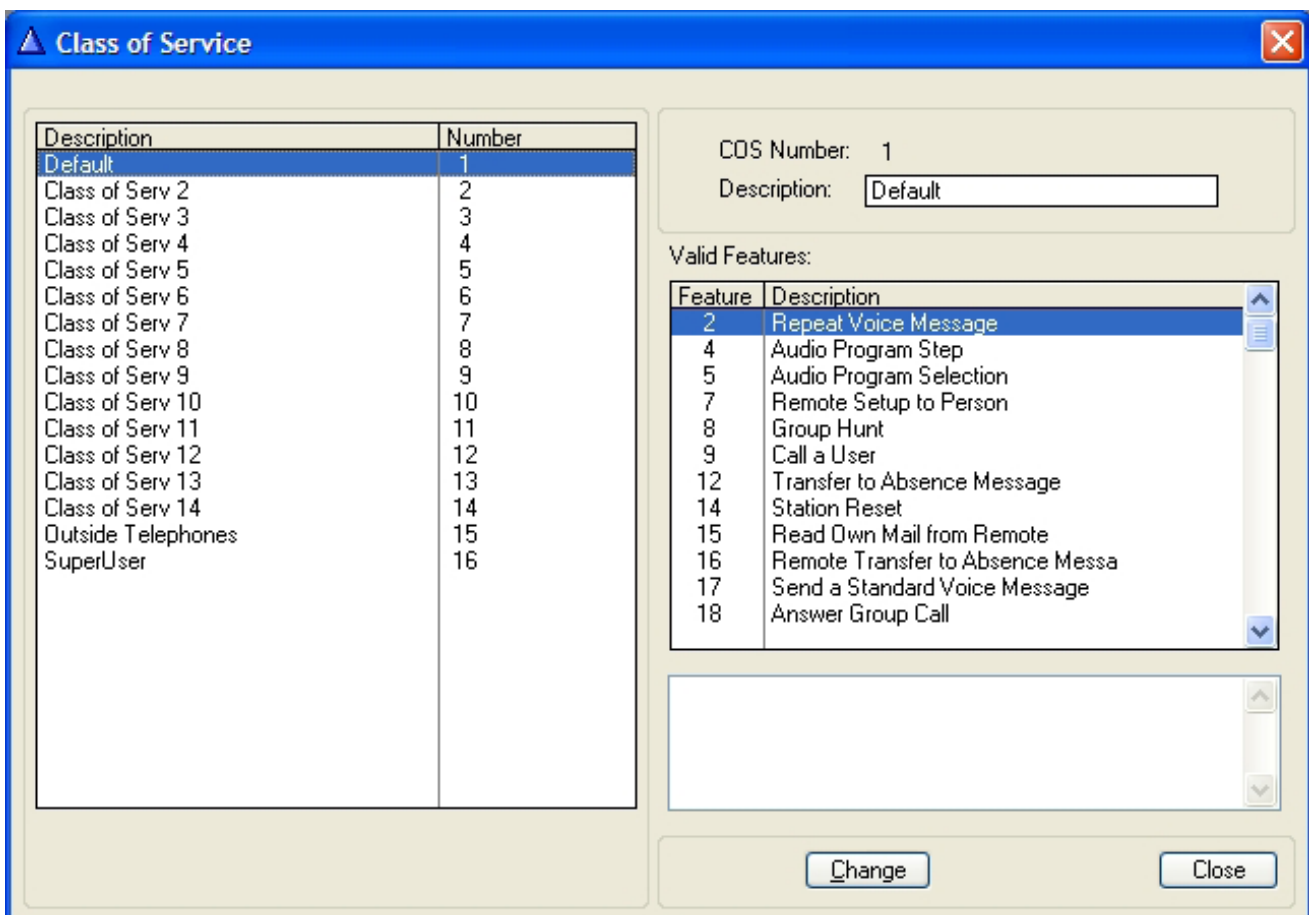 Class of Service
Description Number
Default 1
Class of Serv 2 2
Class of Serv 3 3
Class of Serv 4 4
Class of Serv 5 5
Class of Serv 6 6
Class of Serv 7 7
Class of Serv 8 8
Class of Serv 9 9
Class of Serv 10 10
Class of Serv 11 11
Class of Serv 12 12
Class of Serv 13 13
Class of Serv 14 14
Outside Telephones 15
SuperUser 16
COS Number: 1
Description: Default
Valid Features:
Feature Description
2 Repeat Voice Message
4 Audio Program Step
5 Audio Program Selection
7 Remote Setup to Person
8 Group Hunt
9 Call a User
12 Transfer to Absence Message
14 Station Reset
15 Read Own Mail from Remote
16 Remote Transfer to Absence Messa
17 Send a Standard Voice Message
18 Answer Group Call
Change Close